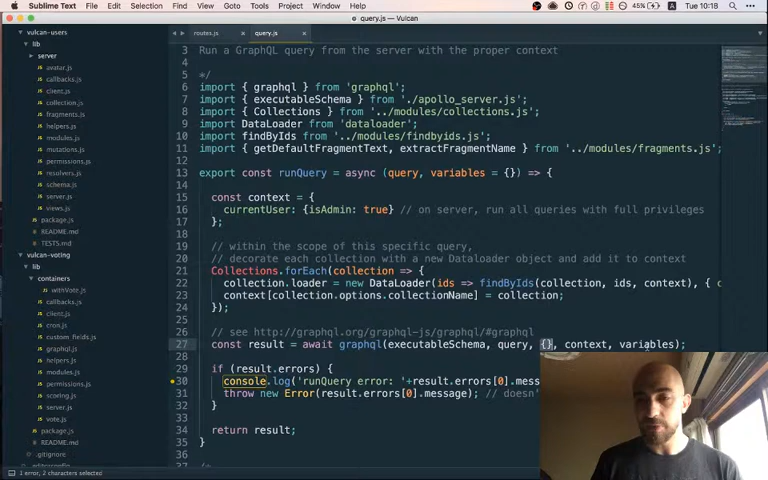 Sublime Text File Edit Selection Find View Goto Tools Project Window Help 45% Tue 10:18
query.js — Vulcan
vulcan-users
lib
server
avatar.js
callbacks.js
client.js
collection.js
fragments.js
helpers.js
modules.js
mutations.js
permissions.js
resolvers.js
schema.js
server.js
views.js
package.js
README.md
TESTS.md
vulcan-voting
lib
containers
withVote.js
callbacks.js
client.js
cron.js
custom_fields.js
graphql.js
helpers.js
modules.js
permissions.js
scoring.js
server.js
vote.js
package.js
README.md
.gitignore
.editorconfig
routes.js × query.js ×
3 Run a GraphQL query from the server with the proper context
4
5 */
6 import { graphql } from 'graphql';
7 import { executableSchema } from './apollo_server.js';
8 import { Collections } from '../modules/collections.js';
9 import DataLoader from 'dataloader';
10 import findByIds from '../modules/findbyids.js';
11 import { getDefaultFragmentText, extractFragmentName } from '../modules/fragments.js';
12
13 export const runQuery = async (query, variables = {}) => {
14
15 const context = {
16 currentUser: {isAdmin: true} // on server, run all queries with full privileges
17 };
18
19 // within the scope of this specific query,
20 // decorate each collection with a new Dataloader object and add it to context
21 Collections.forEach(collection => {
22 collection.loader = new DataLoader(ids => findByIds(collection, ids, context), {
23 context[collection.options.collectionName] = collection;
24 });
25
26 // see http://graphql.org/graphql-js/graphql/#graphql
27 const result = await graphql(executableSchema, query, {}, context, variables);
28
29 if (result.errors) {
30 console.log('runQuery error: '+result.errors[0].mess
31 throw new Error(result.errors[0].message); // doesn'
32 }
33
34 return result;
35 }
36
37 /*
1 error, 2 characters selected